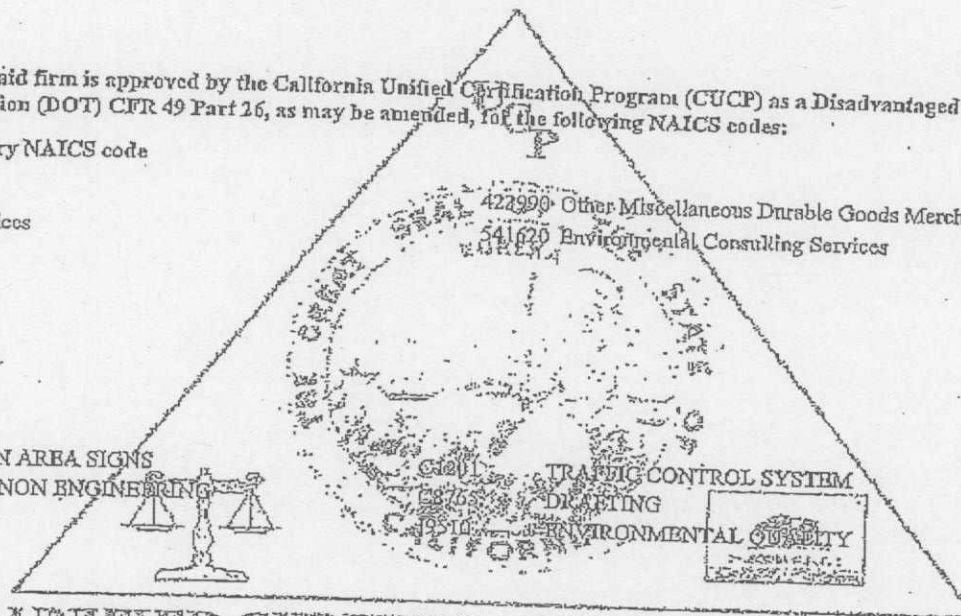 aid firm is approved by the California Unified Certification Program (CUCP) as a Disadvantaged
ion (DOT) CFR 49 Part 26, as may be amended, for the following NAICS codes:
ry NAICS code
C
P
423990 Other Miscellaneous Durable Goods Merch
ices
541620 Environmental Consulting Services
N AREA SIGNS
C1201 TRAFFIC CONTROL SYSTEM
NON ENGINEERING
C8765 DRAFTING
I9510 ENVIRONMENTAL QUALITY